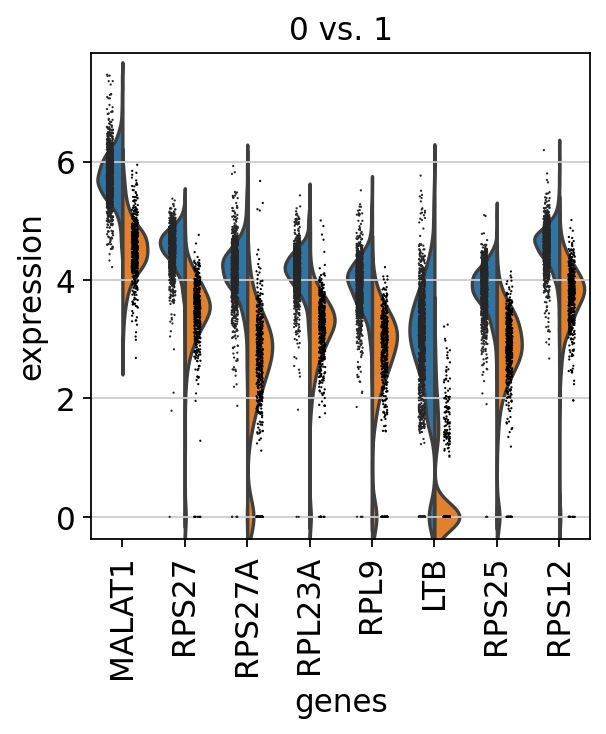 0 vs. 1
expression
6
4
2
0
MALAT1
RPS27
RPS27A
RPL23A
RPL9
LTB
RPS25
RPS12
genes